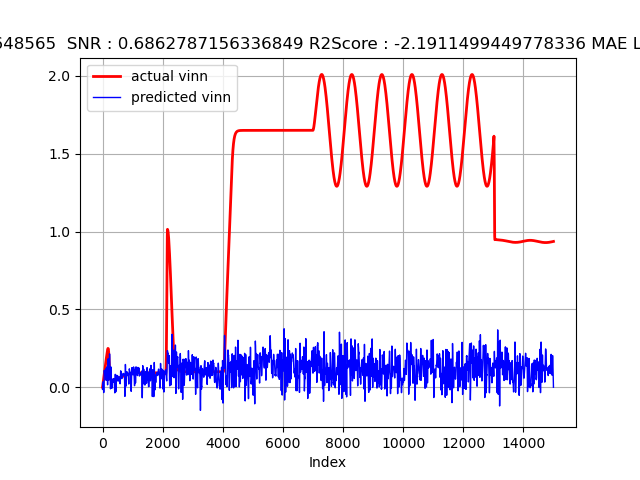 548565  SNR : 0.6862787156336849 R2Score : -2.1911499449778336 MAE L
actual vinn
predicted vinn
2.0
1.5
1.0
0.5
0.0
0 2000 4000 6000 8000 10000 12000 14000
Index